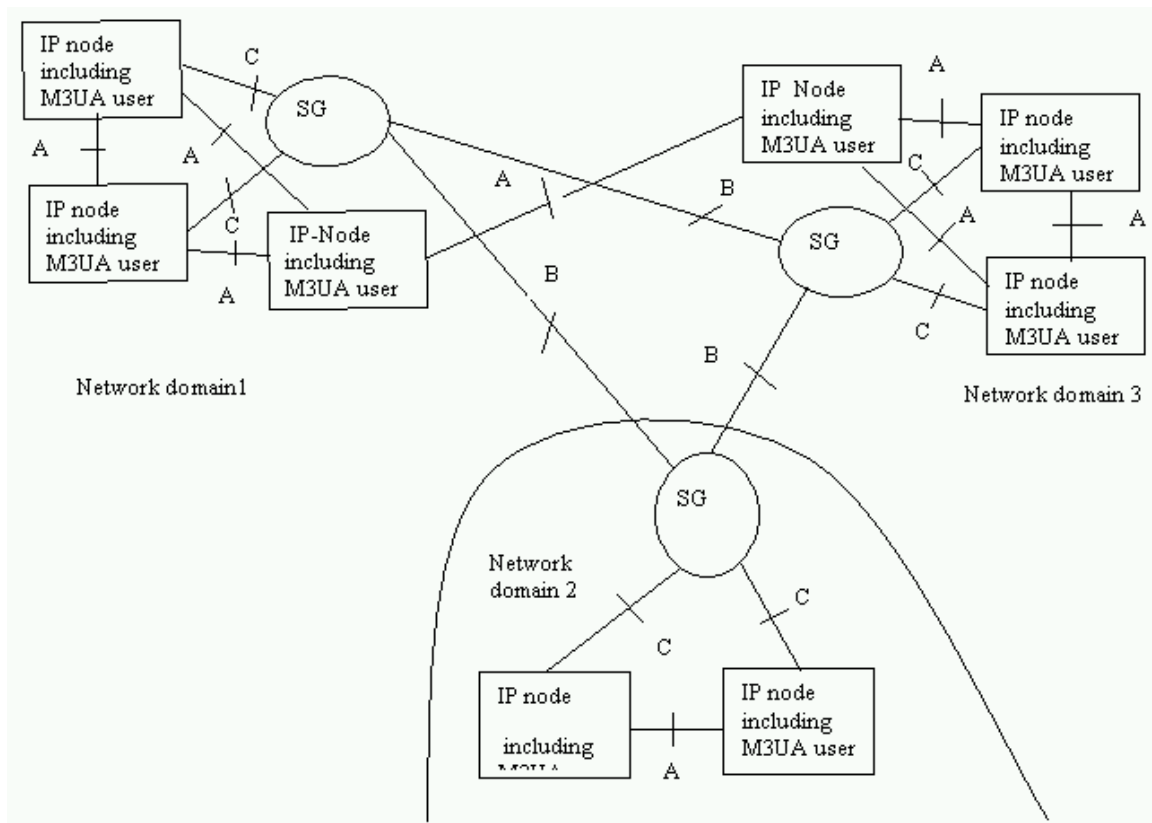 IP node
including
M3UA user
C
SG
A
A
IP node
including
M3UA user
C
A
IP-Node
including
M3UA user
A
B
B
IP Node
including
M3UA user
A
IP node
including
M3UA user
C
A
A
SG
C
IP node
including
M3UA user
B
Network domain1
Network domain 3
SG
Network
domain 2
C
C
IP node
including
A
IP node
including
M3UA user